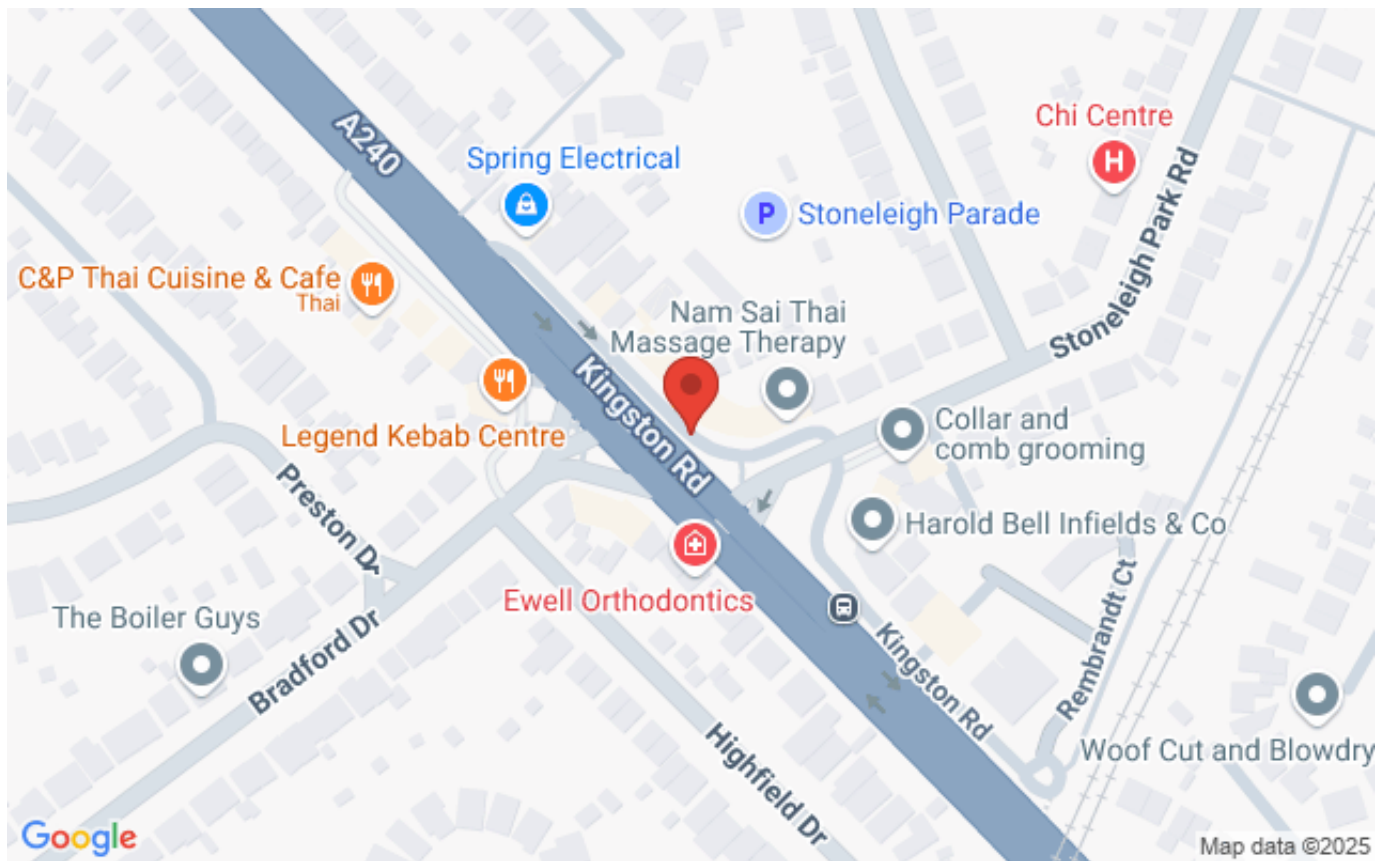 A240
Chi Centre
H
Spring Electrical
P
Stoneleigh Parade
Stoneleigh Park Rd
C&P Thai Cuisine & Cafe
Thai
Nam Sai Thai
Massage Therapy
Kingston Rd
Legend Kebab Centre
Collar and
comb grooming
Preston Dr
Harold Bell Infields & Co
Ewell Orthodontics
The Boiler Guys
Bradford Dr
Kingston Rd
Rembrandt Ct
Highfield Dr
Woof Cut and Blowdry
Google
Map data ©2025